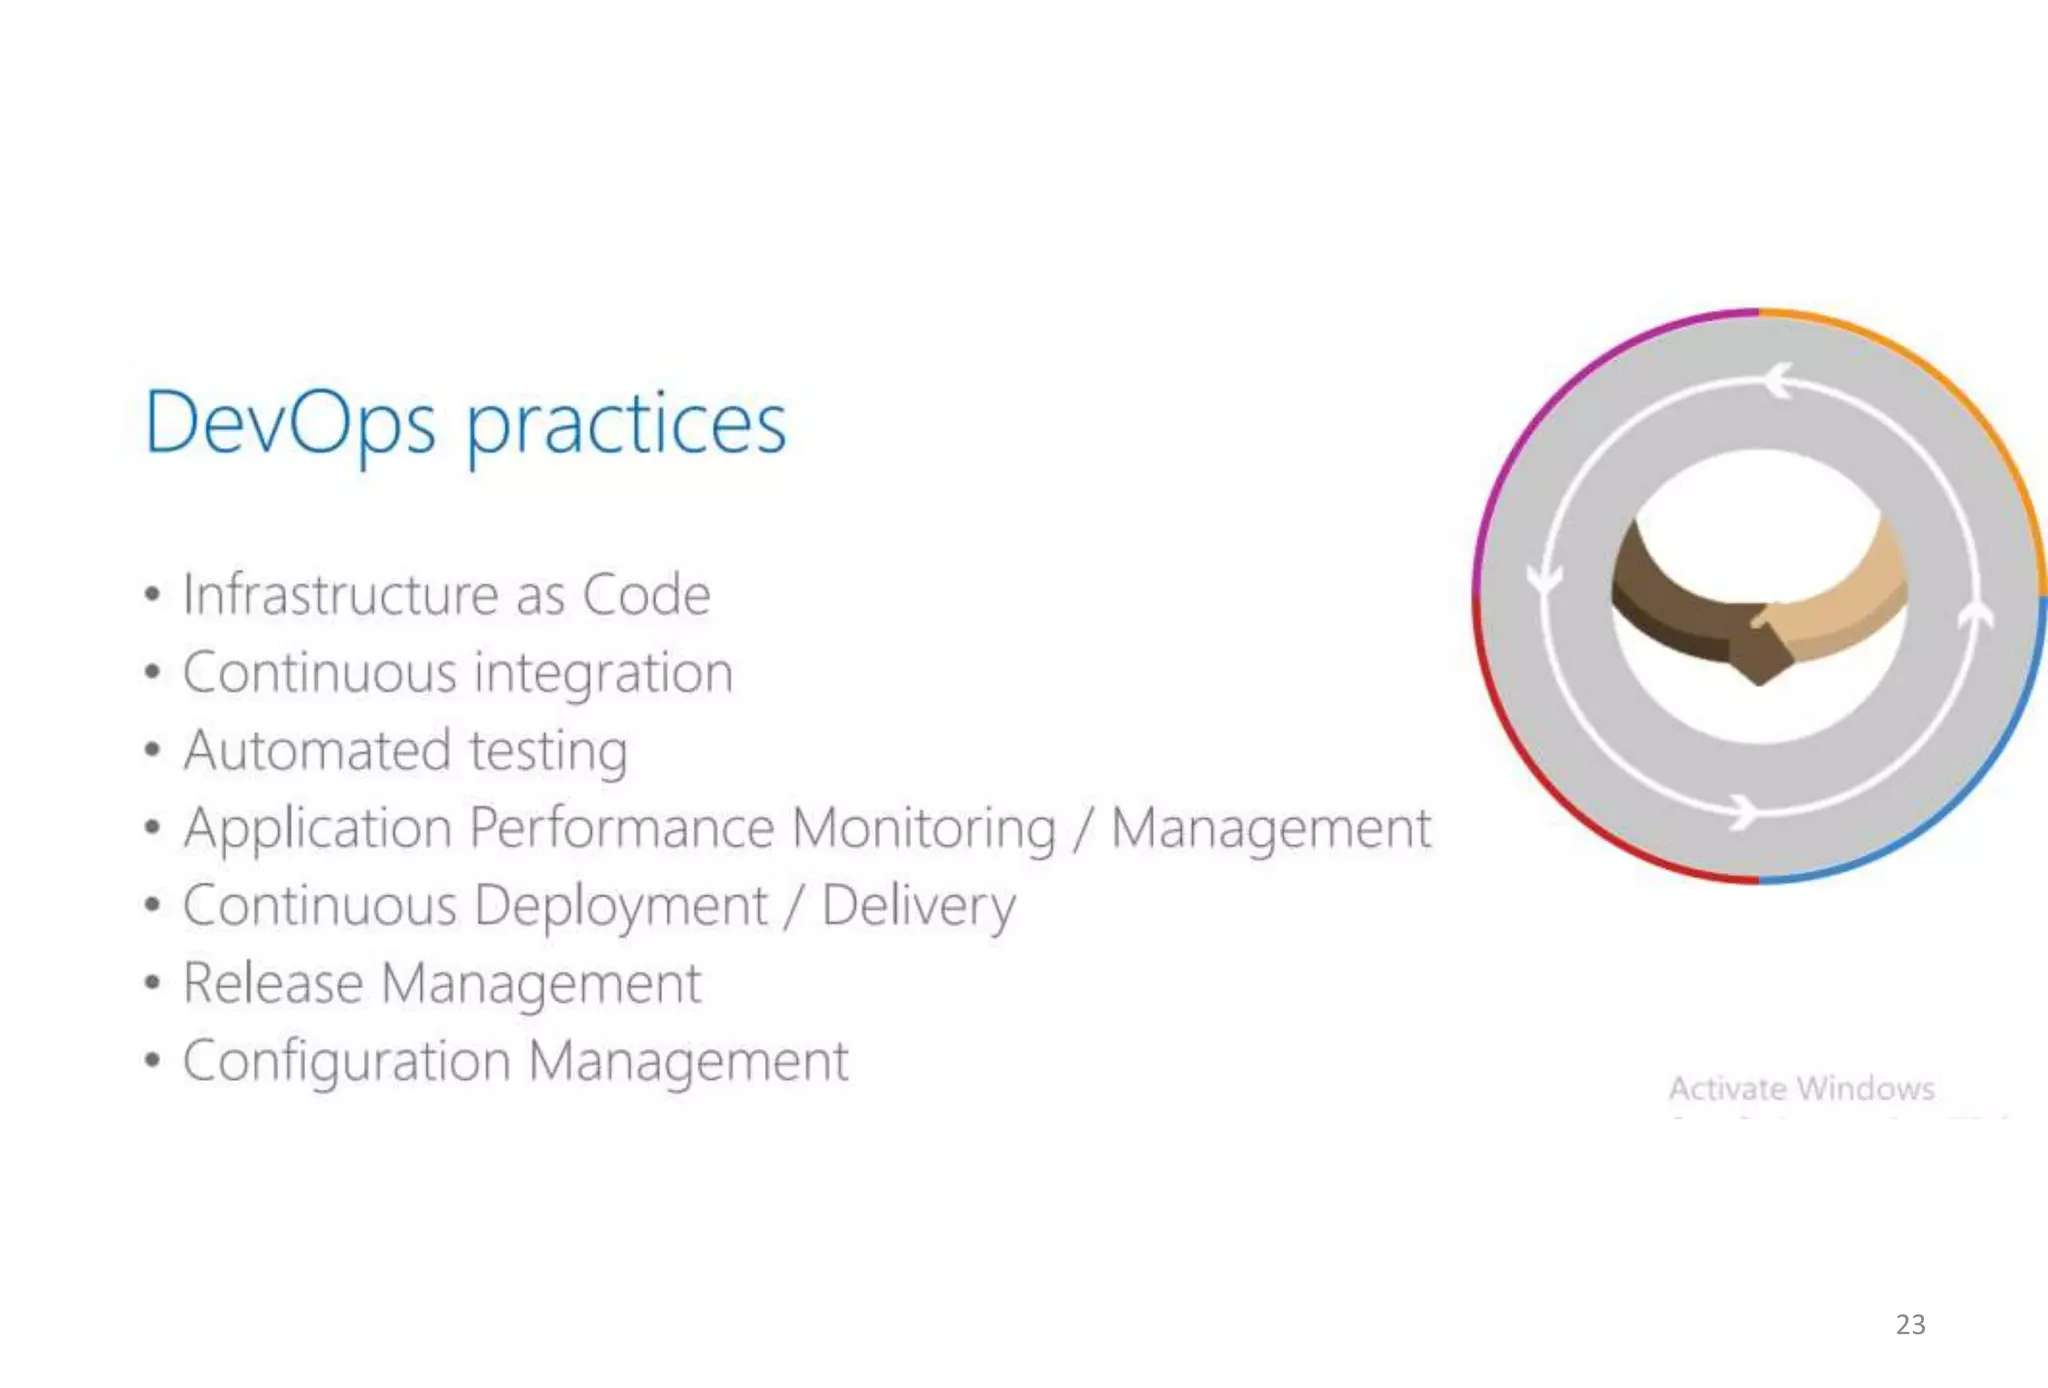 DevOps practices
• Infrastructure as Code
• Continuous integration
• Automated testing
• Application Performance Monitoring / Management
• Continuous Deployment / Delivery
• Release Management
• Configuration Management
Activate Windows
23